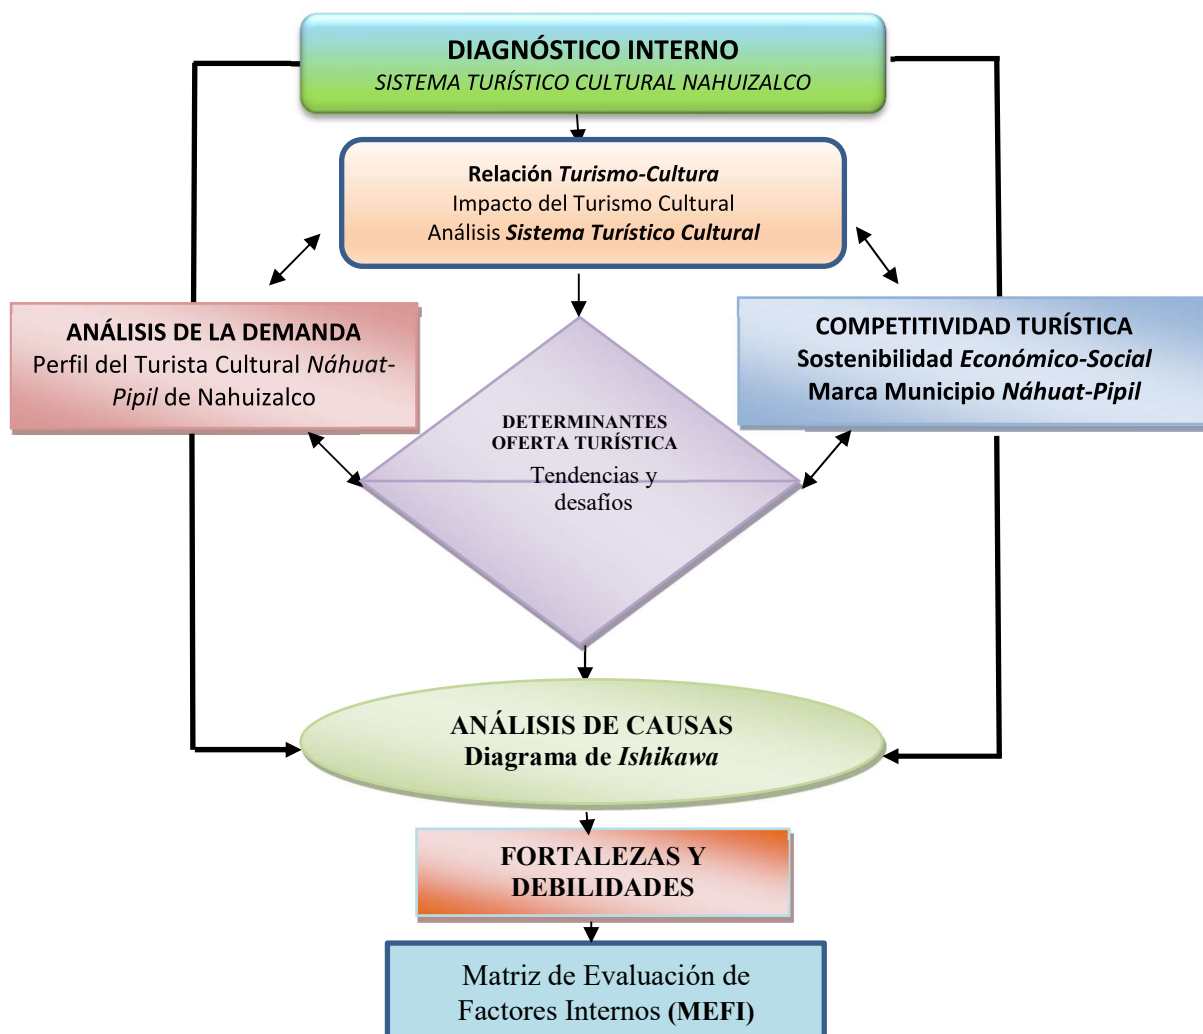 DIAGNÓSTICO INTERNO
SISTEMA TURÍSTICO CULTURAL NAHUIZALCO
Relación Turismo-Cultura
Impacto del Turismo Cultural
Análisis Sistema Turístico Cultural
ANÁLISIS DE LA DEMANDA
Perfil del Turista Cultural Náhuat-
Pipil de Nahuizalco
COMPETITIVIDAD TURÍSTICA
Sostenibilidad Económico-Social
Marca Municipio Náhuat-Pipil
DETERMINANTES
OFERTA TURÍSTICA
Tendencias y
desafíos
ANÁLISIS DE CAUSAS
Diagrama de Ishikawa
FORTALEZAS Y
DEBILIDADES
Matriz de Evaluación de
Factores Internos (MEFI)